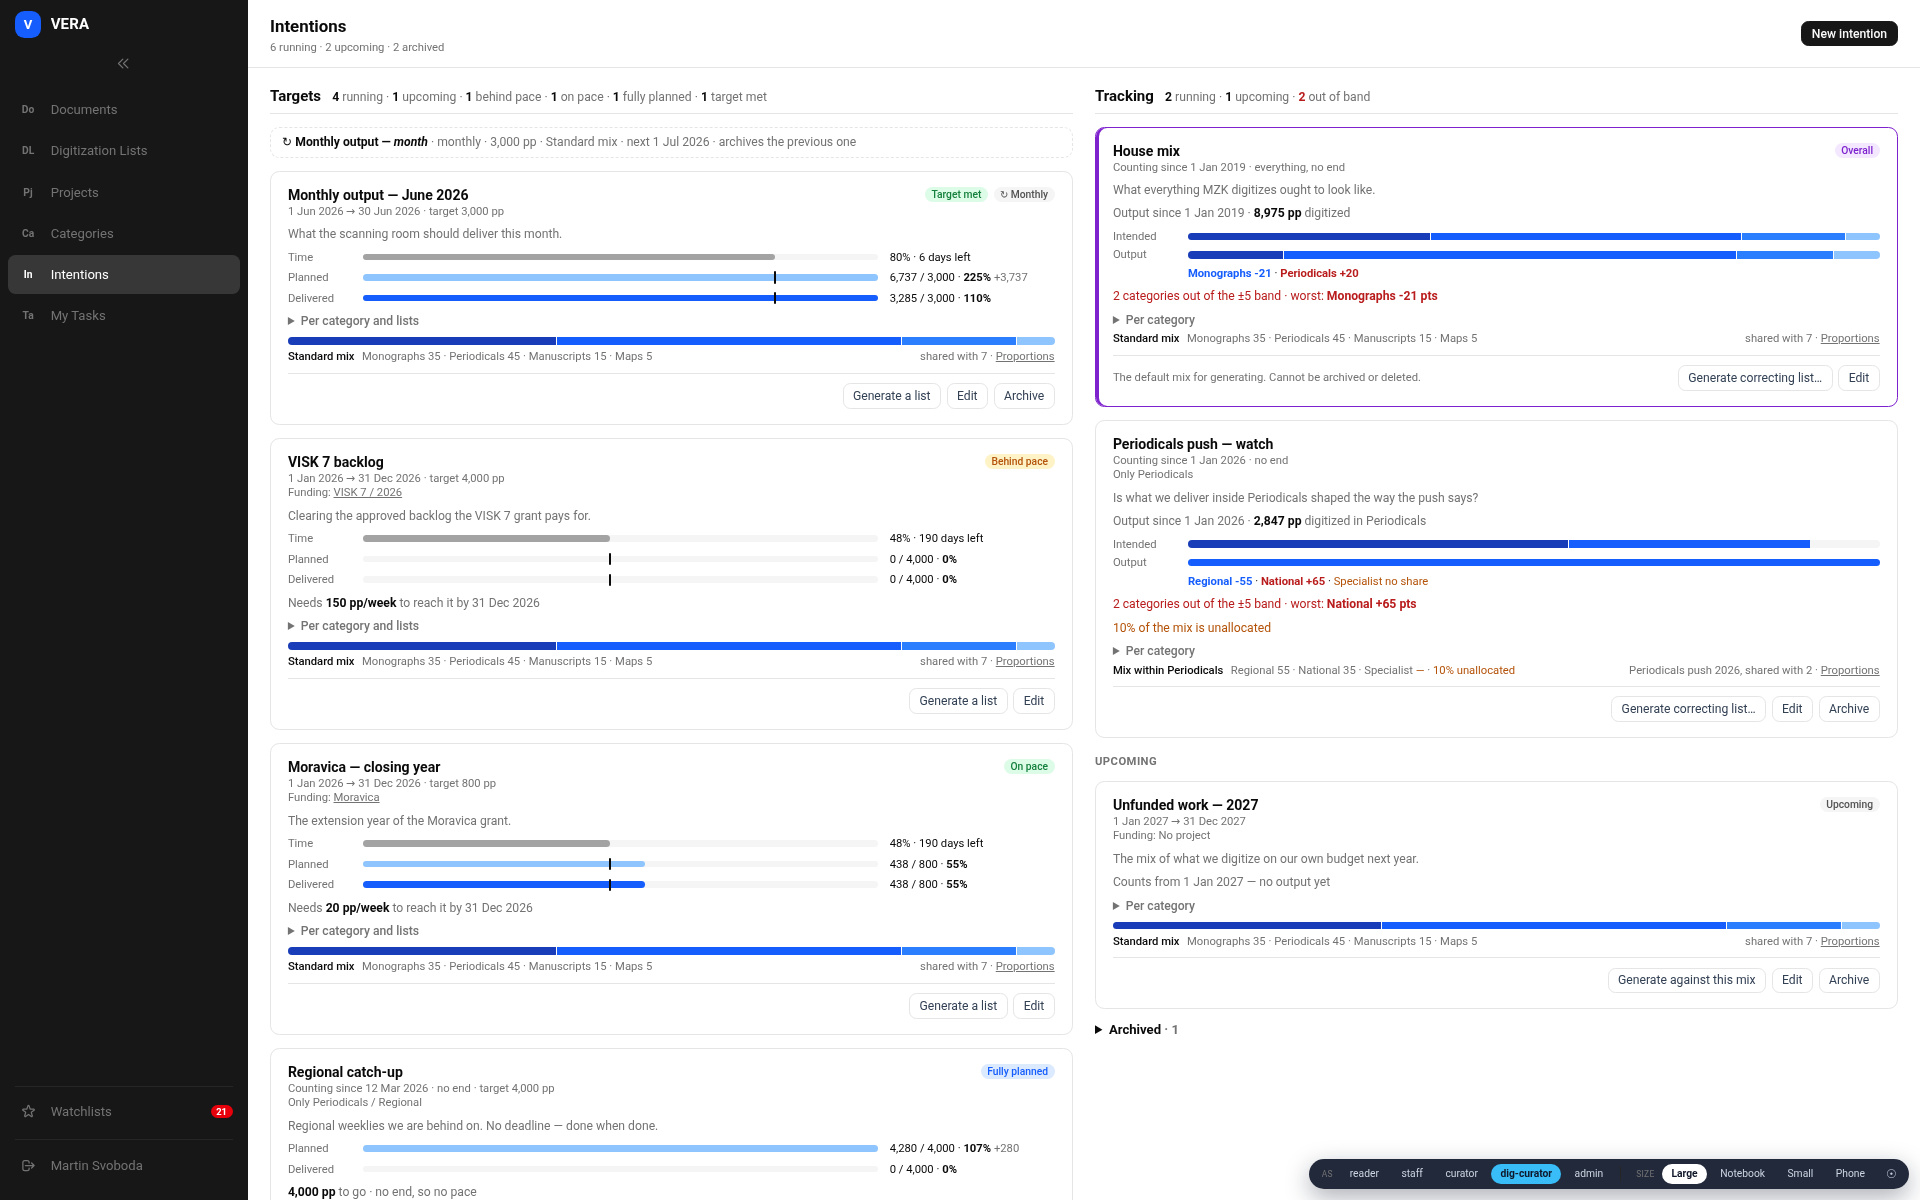 V VERA
Do Documents
DL Digitization Lists
Pj Projects
Ca Categories
In Intentions
Ta My Tasks
Watchlists 21
Martin Svoboda
Intentions
6 running · 2 upcoming · 2 archived
New intention
Targets 4 running · 1 upcoming · 1 behind pace · 1 on pace · 1 fully planned · 1 target met
↻ Monthly output — month · monthly · 3,000 pp · Standard mix · next 1 Jul 2026 · archives the previous one
Monthly output — June 2026 Target met ↻ Monthly
1 Jun 2026 → 30 Jun 2026 · target 3,000 pp
What the scanning room should deliver this month.
Time 80% · 6 days left
Planned 6,737 / 3,000 · 225% +3,737
Delivered 3,285 / 3,000 · 110%
▶ Per category and lists
Standard mix Monographs 35 · Periodicals 45 · Manuscripts 15 · Maps 5 shared with 7 · Proportions
Generate a list Edit Archive
VISK 7 backlog Behind pace
1 Jan 2026 → 31 Dec 2026 · target 4,000 pp
Funding: VISK 7 / 2026
Clearing the approved backlog the VISK 7 grant pays for.
Time 48% · 190 days left
Planned 0 / 4,000 · 0%
Delivered 0 / 4,000 · 0%
Needs 150 pp/week to reach it by 31 Dec 2026
▶ Per category and lists
Standard mix Monographs 35 · Periodicals 45 · Manuscripts 15 · Maps 5 shared with 7 · Proportions
Generate a list Edit
Moravica — closing year On pace
1 Jan 2026 → 31 Dec 2026 · target 800 pp
Funding: Moravica
The extension year of the Moravica grant.
Time 48% · 190 days left
Planned 438 / 800 · 55%
Delivered 438 / 800 · 55%
Needs 20 pp/week to reach it by 31 Dec 2026
▶ Per category and lists
Standard mix Monographs 35 · Periodicals 45 · Manuscripts 15 · Maps 5 shared with 7 · Proportions
Generate a list Edit
Regional catch-up Fully planned
Counting since 12 Mar 2026 · no end · target 4,000 pp
Only Periodicals / Regional
Regional weeklies we are behind on. No deadline — done when done.
Planned 4,280 / 4,000 · 107% +280
Delivered 0 / 4,000 · 0%
4,000 pp to go · no end, so no pace
Tracking 2 running · 1 upcoming · 2 out of band
House mix Overall
Counting since 1 Jan 2019 · everything, no end
What everything MZK digitizes ought to look like.
Output since 1 Jan 2019 · 8,975 pp digitized
Intended
Output
Monographs -21 · Periodicals +20
2 categories out of the ±5 band · worst: Monographs -21 pts
▶ Per category
Standard mix Monographs 35 · Periodicals 45 · Manuscripts 15 · Maps 5 shared with 7 · Proportions
The default mix for generating. Cannot be archived or deleted. Generate correcting list… Edit
Periodicals push — watch
Counting since 1 Jan 2026 · no end
Only Periodicals
Is what we deliver inside Periodicals shaped the way the push says?
Output since 1 Jan 2026 · 2,847 pp digitized in Periodicals
Intended
Output
Regional -55 · National +65 · Specialist no share
2 categories out of the ±5 band · worst: National +65 pts
10% of the mix is unallocated
▶ Per category
Mix within Periodicals Regional 55 · National 35 · Specialist — · 10% unallocated Periodicals push 2026, shared with 2 · Proportions
Generate correcting list… Edit Archive
UPCOMING
Unfunded work — 2027 Upcoming
1 Jan 2027 → 31 Dec 2027
Funding: No project
The mix of what we digitize on our own budget next year.
Counts from 1 Jan 2027 — no output yet
▶ Per category
Standard mix Monographs 35 · Periodicals 45 · Manuscripts 15 · Maps 5 shared with 7 · Proportions
Generate against this mix Edit Archive
▶ Archived · 1
AS reader staff curator dig-curator admin SIZE Large Notebook Small Phone